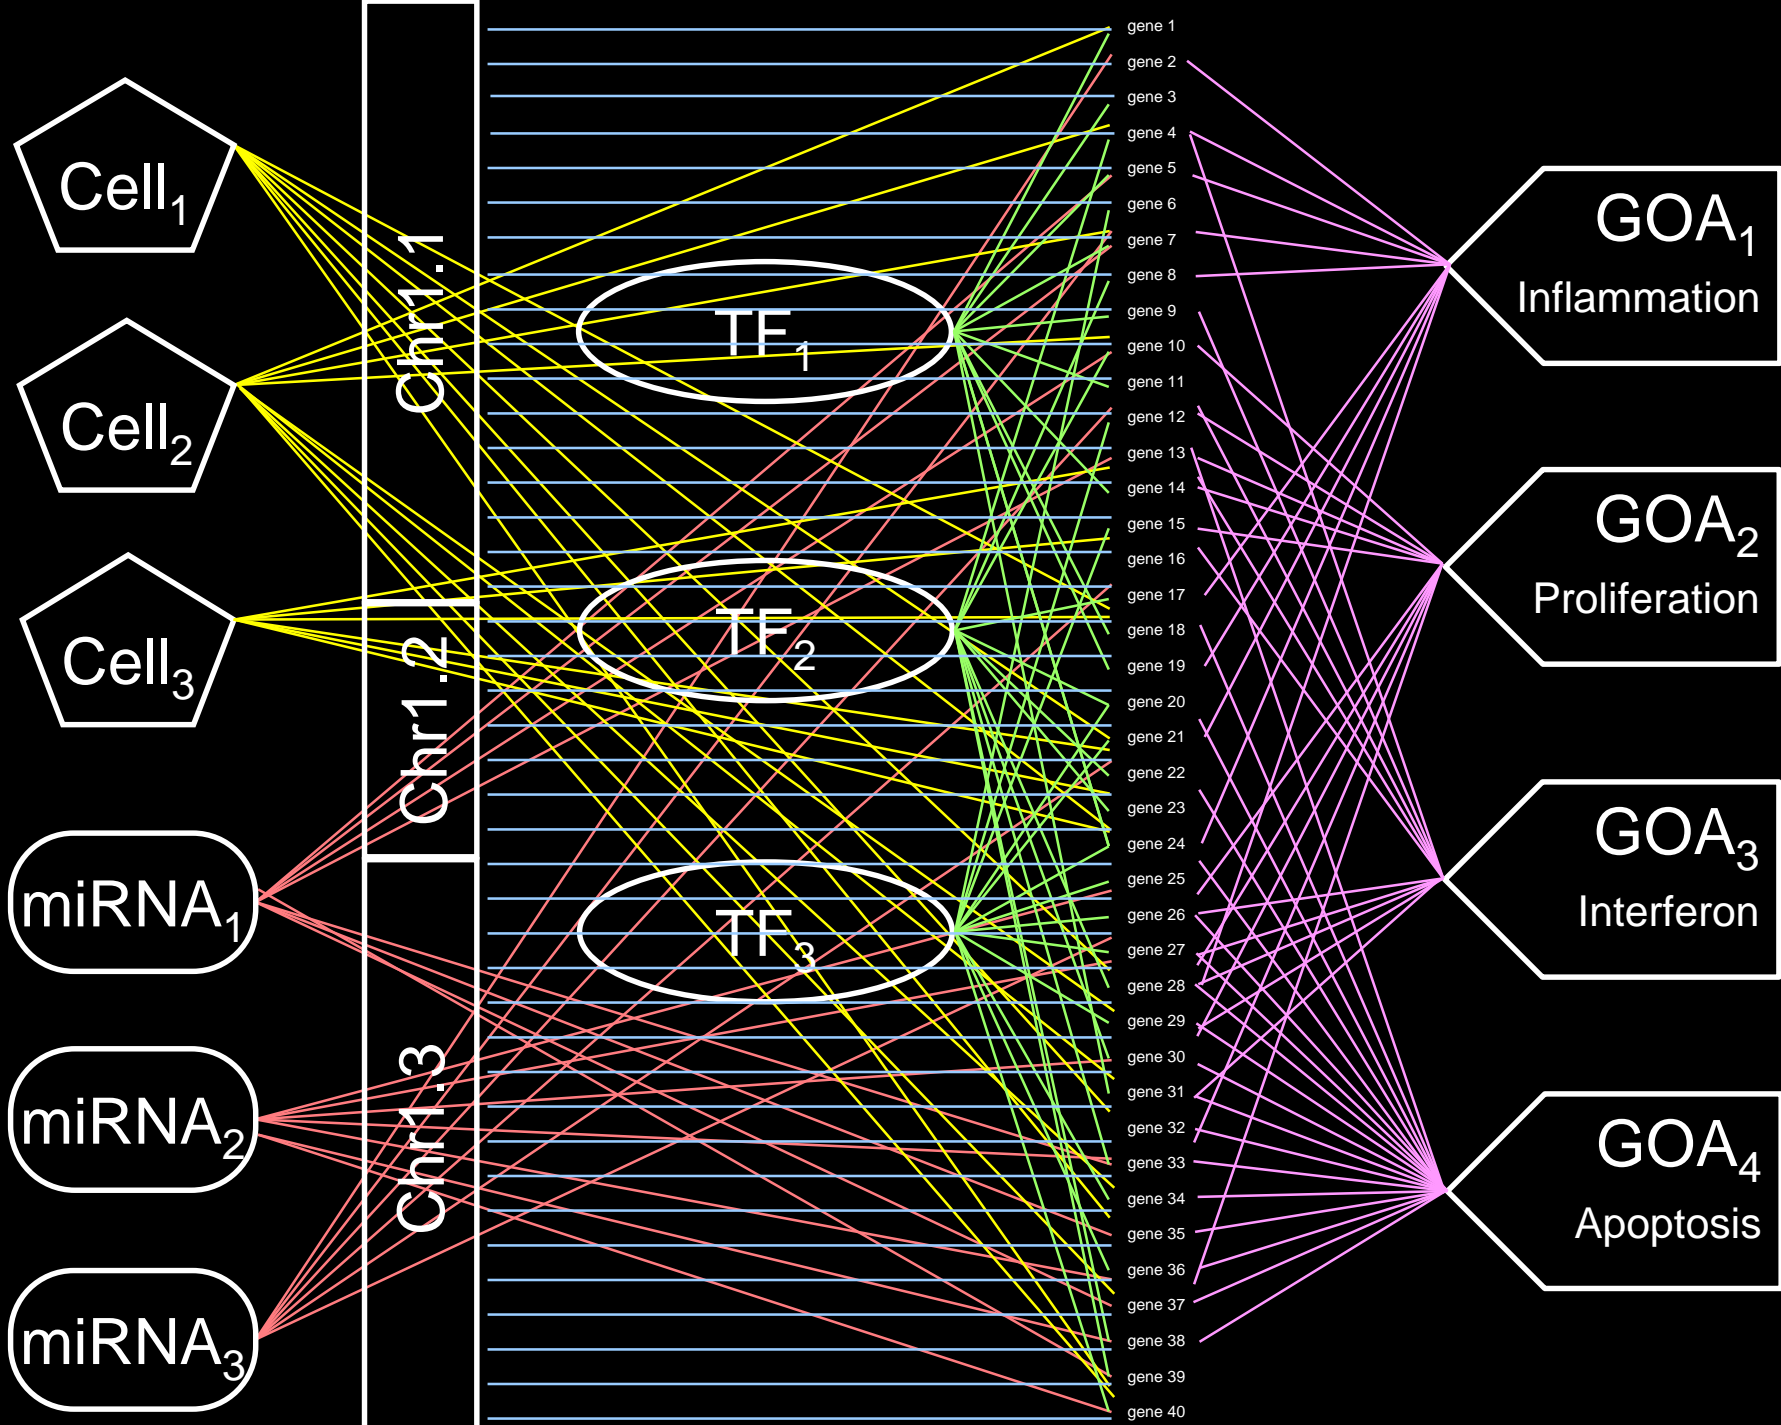 Cell1
Cell2
Cell3
miRNA1
miRNA2
miRNA3
Chr1.1
Chr1.2
Chr1.3
TF1
TF2
TF3
gene 1
gene 2
gene 3
gene 4
gene 5
gene 6
gene 7
gene 8
gene 9
gene 10
gene 11
gene 12
gene 13
gene 14
gene 15
gene 16
gene 17
gene 18
gene 19
gene 20
gene 21
gene 22
gene 23
gene 24
gene 25
gene 26
gene 27
gene 28
gene 29
gene 30
gene 31
gene 32
gene 33
gene 34
gene 35
gene 36
gene 37
gene 38
gene 39
gene 40
GOA1
Inflammation
GOA2
Proliferation
GOA3
Interferon
GOA4
Apoptosis